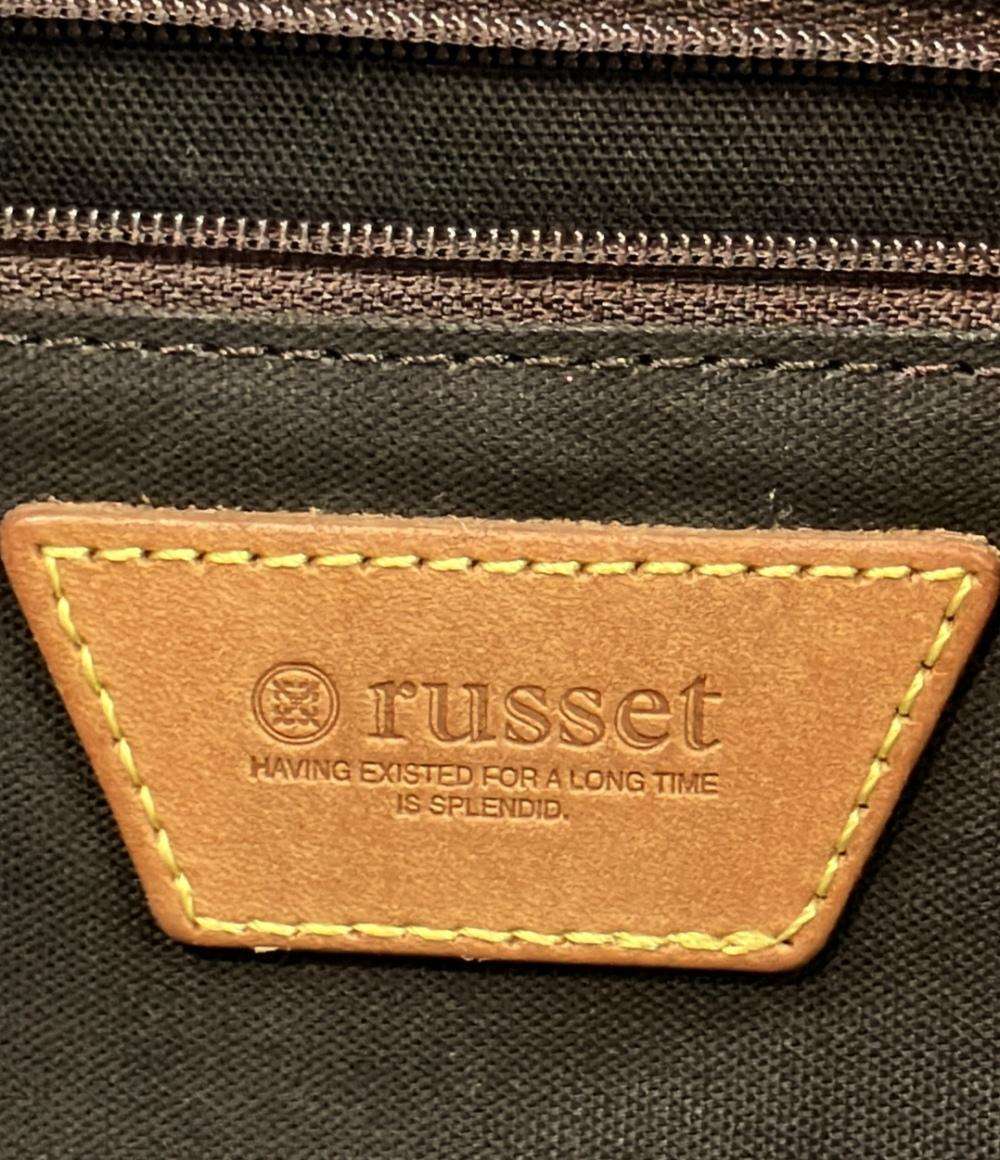 russet
HAVING EXISTED FOR A LONG TIME
IS SPLENDID.